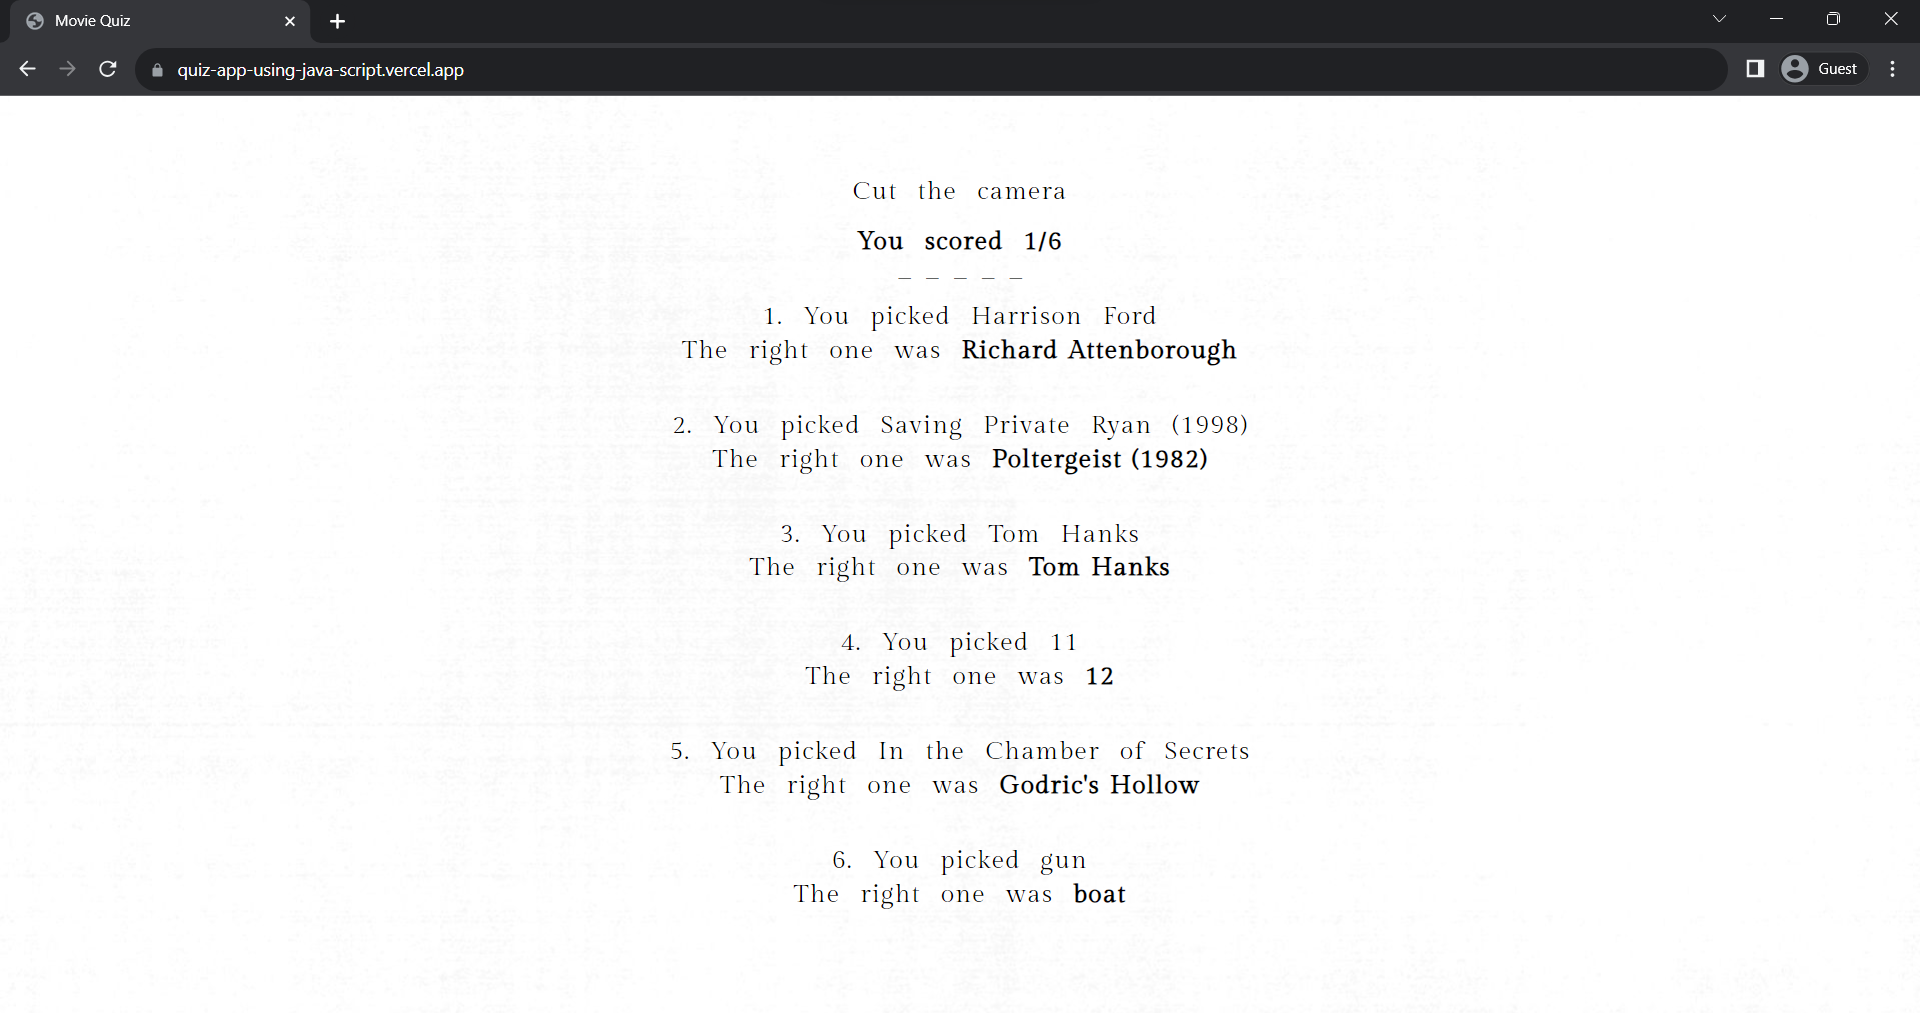 Movie Quiz
quiz-app-using-java-script.vercel.app
Guest
Cut the camera
You scored 1/6
_ _ _ _ _
1. You picked Harrison Ford
The right one was Richard Attenborough
2. You picked Saving Private Ryan (1998)
The right one was Poltergeist (1982)
3. You picked Tom Hanks
The right one was Tom Hanks
4. You picked 11
The right one was 12
5. You picked In the Chamber of Secrets
The right one was Godric's Hollow
6. You picked gun
The right one was boat